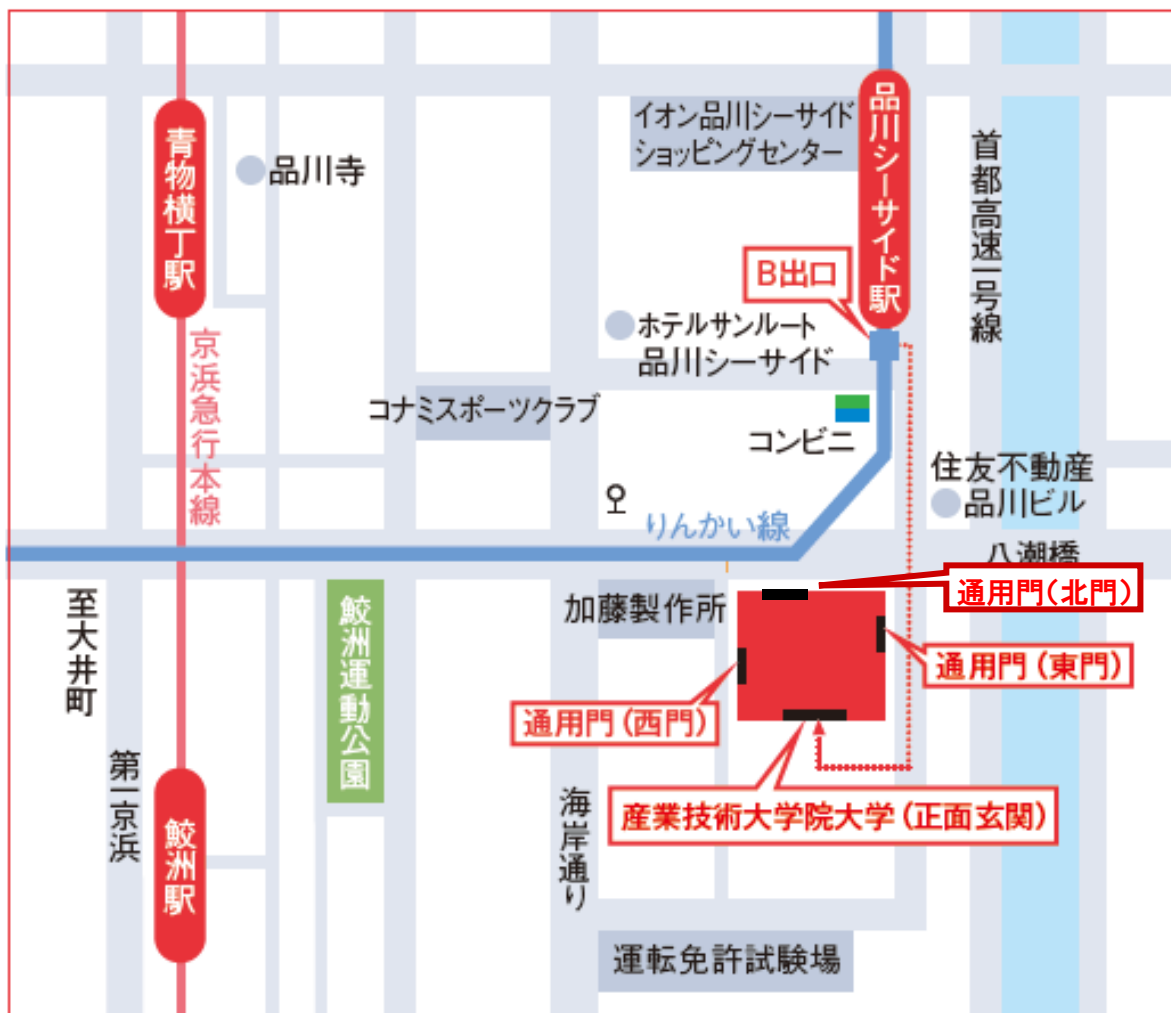 イオン品川シーサイド
ショッピングセンター
品川シーサイド駅
首都高速一号線
青物横丁駅
品川寺
B出口
ホテルサンルート
品川シーサイド
京浜急行本線
コナミスポーツクラブ
コンビニ
住友不動産
品川ビル
りんかい線
八潮橋
通用門(北門)
至大井町
鮫洲運動公園
加藤製作所
通用門(東門)
通用門(西門)
第一京浜
鮫洲駅
海岸通り
産業技術大学院大学(正面玄関)
運転免許試験場